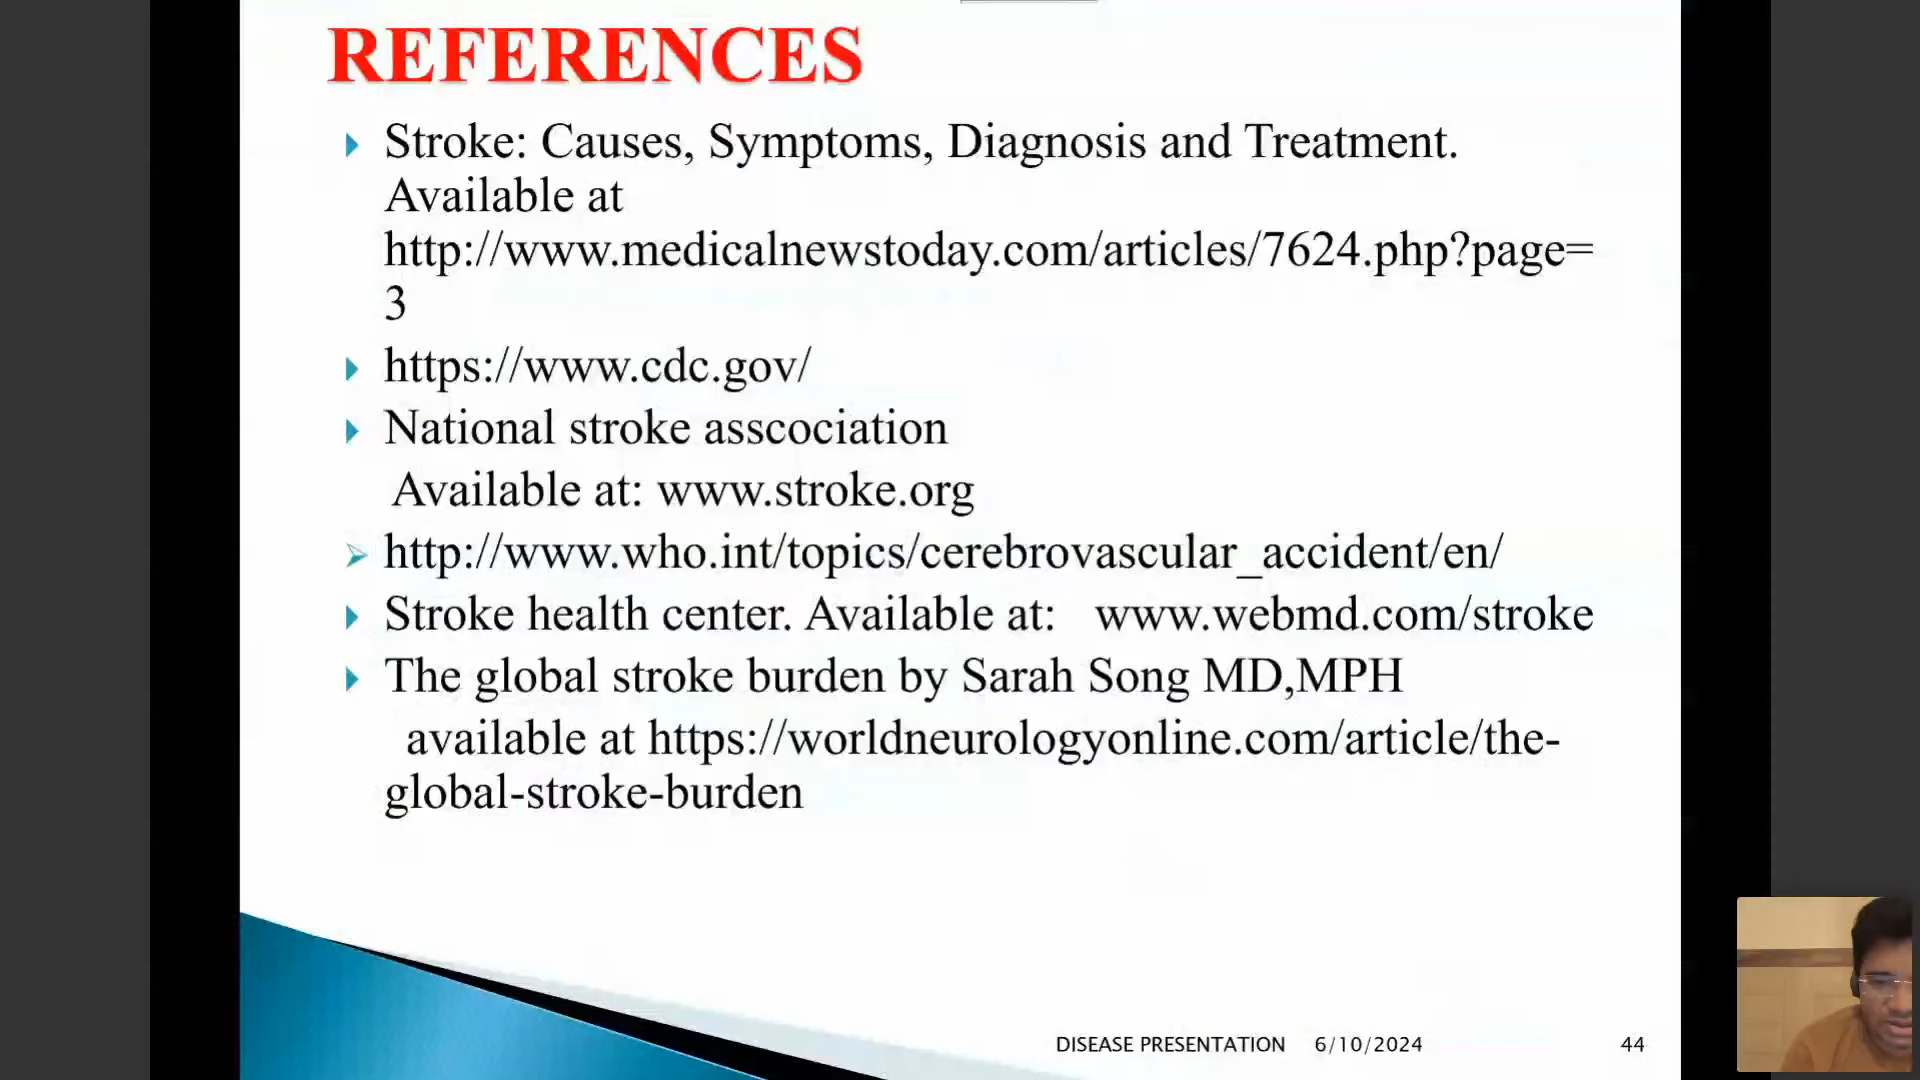 REFERENCES
Stroke: Causes, Symptoms, Diagnosis and Treatment.
Available at
http://www.medicalnewstoday.com/articles/7624.php?page=
3
https://www.cdc.gov/
National stroke asscociation
Available at: www.stroke.org
http://www.who.int/topics/cerebrovascular_accident/en/
Stroke health center. Available at: www.webmd.com/stroke
The global stroke burden by Sarah Song MD,MPH
available at https://worldneurologyonline.com/article/the-
global-stroke-burden
DISEASE PRESENTATION 6/10/2024 44